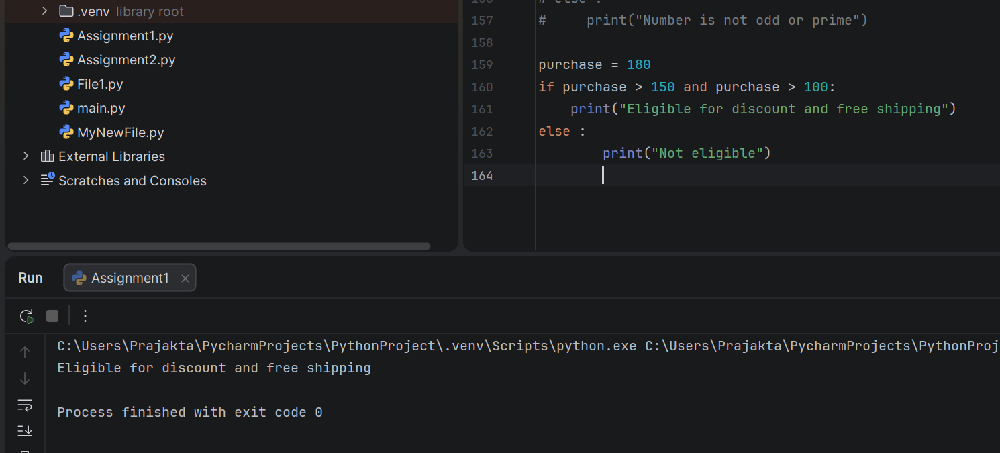 .venv library root
Assignment1.py
Assignment2.py
File1.py
main.py
MyNewFile.py
External Libraries
Scratches and Consoles
# else :
157 #     print("Number is not odd or prime")
158
159 purchase = 180
160 if purchase > 150 and purchase > 100:
161     print("Eligible for discount and free shipping")
162 else :
163         print("Not eligible")
164
Run Assignment1
C:\Users\Prajakta\PycharmProjects\PythonProject\.venv\Scripts\python.exe C:\Users\Prajakta\PycharmProjects\PythonProj
Eligible for discount and free shipping
Process finished with exit code 0